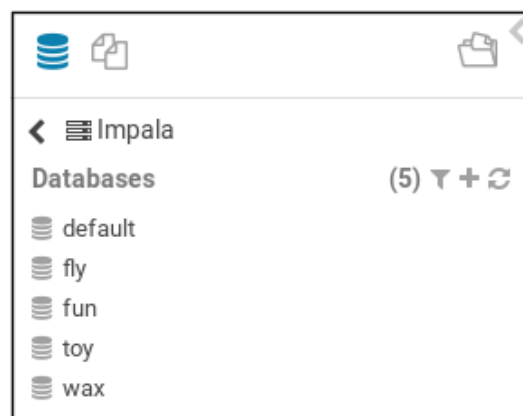 Impala
Databases (5)
default
fly
fun
toy
wax